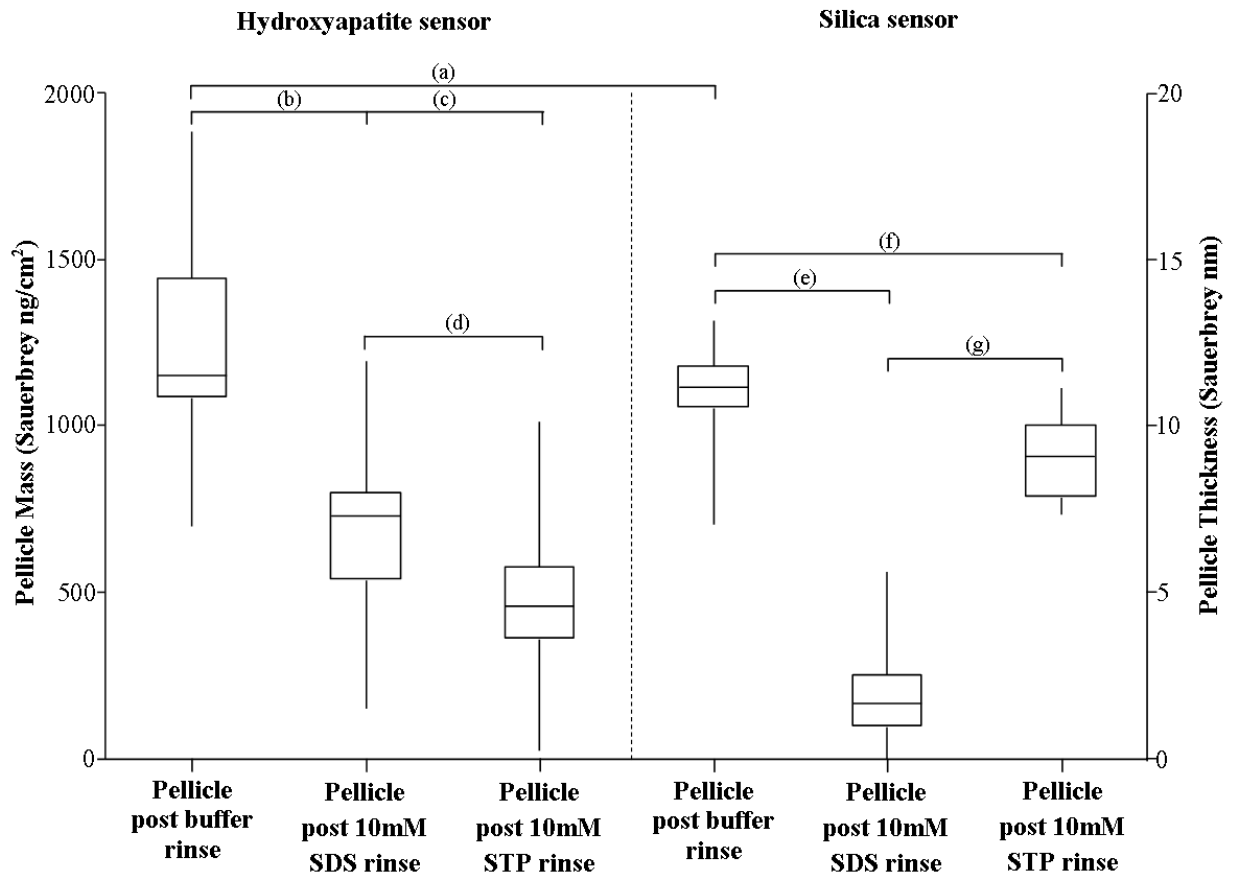 Hydroxyapatite sensor
Silica sensor
(a)
(b)
(c)
(d)
(e)
(f)
(g)
Pellicle Mass (Sauerbrey ng/cm²)
2000
1500
1000
500
0
Pellicle Thickness (Sauerbrey nm)
20
15
10
5
0
Pellicle
post buffer
rinse
Pellicle
post 10mM
SDS rinse
Pellicle
post 10mM
STP rinse
Pellicle
post buffer
rinse
Pellicle
post 10mM
SDS rinse
Pellicle
post 10mM
STP rinse